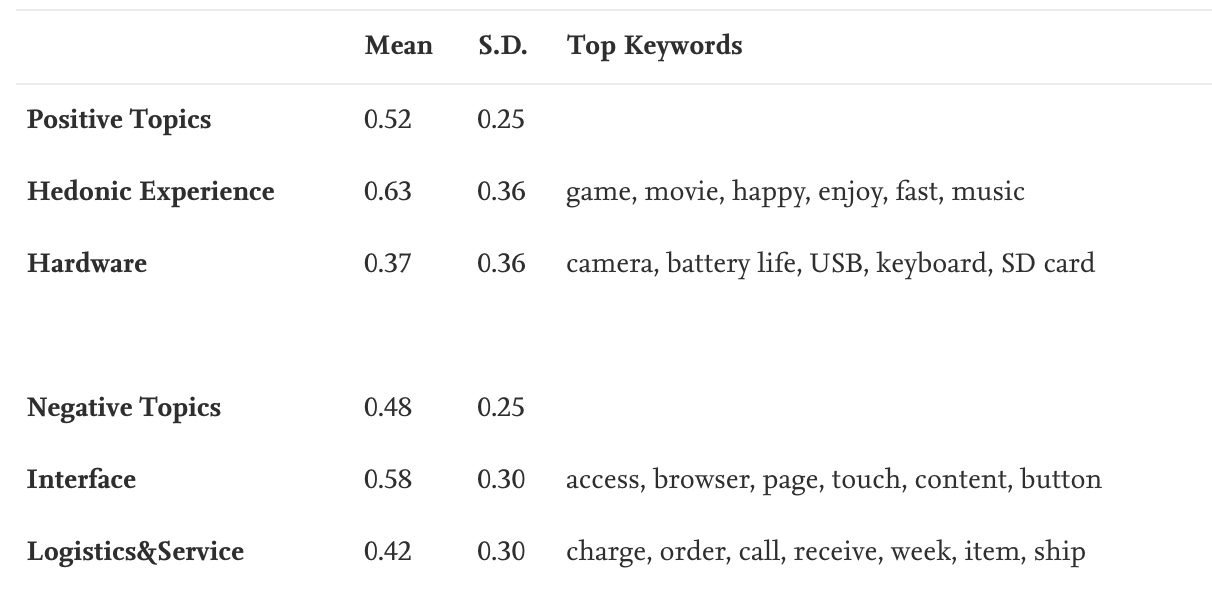 Mean S.D. Top Keywords
Positive Topics 0.52 0.25
Hedonic Experience 0.63 0.36 game, movie, happy, enjoy, fast, music
Hardware 0.37 0.36 camera, battery life, USB, keyboard, SD card
Negative Topics 0.48 0.25
Interface 0.58 0.30 access, browser, page, touch, content, button
Logistics&Service 0.42 0.30 charge, order, call, receive, week, item, ship